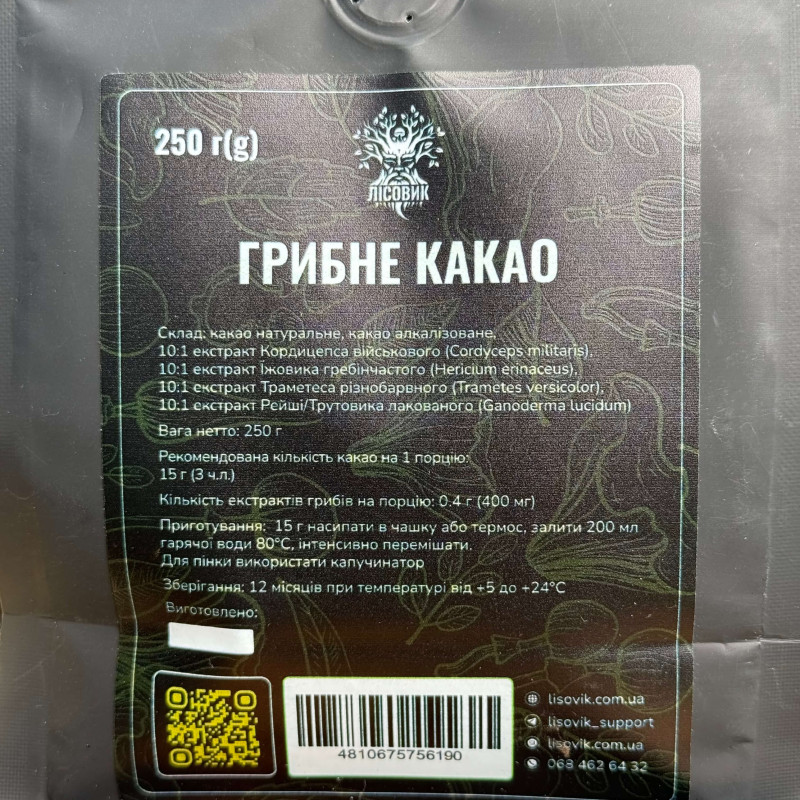 250 г(g)
ЛІСОВИК
ГРИБНЕ КАКАО
Склад: какао натуральне, какао алкалізоване,
10:1 екстракт Кордицепса військового (Cordyceps militaris),
10:1 екстракт Їжовика гребінчастого (Hericium erinaceus),
10:1 екстракт Траметеса різнобарвного (Trametes versicolor),
10:1 екстракт Рейші/Трутовика лакованого (Ganoderma lucidum)
Вага нетто: 250 г
Рекомендована кількість какао на 1 порцію:
15 г (3 ч.л.)
Кількість екстрактів грибів на порцію: 0.4 г (400 мг)
Приготування: 15 г насипати в чашку або термос, залити 200 мл
гарячої води 80°C, інтенсивно перемішати.
Для пінки використати капучинатор
Зберігання: 12 місяців при температурі від +5 до +24°C
Виготовлено:
4810675756190
lisovik.com.ua
lisovik_support
lisovik.com.ua
068 462 64 32